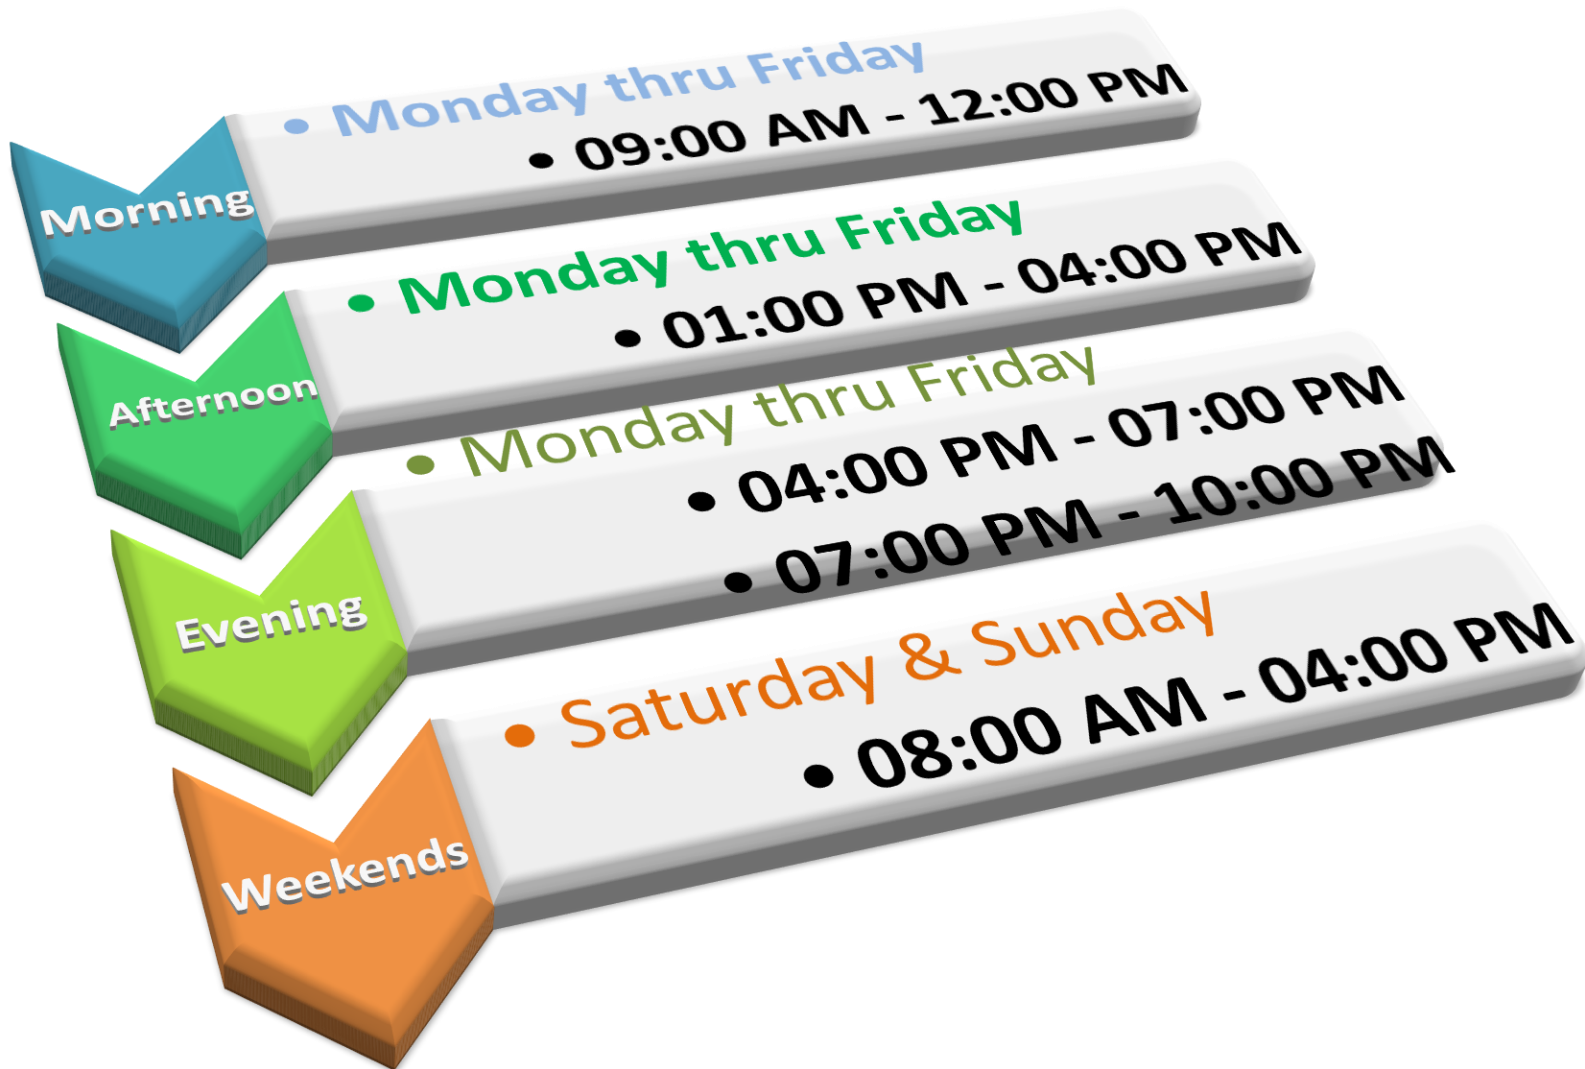 Morning
• Monday thru Friday
• 09:00 AM - 12:00 PM
Afternoon
• Monday thru Friday
• 01:00 PM - 04:00 PM
Evening
• Monday thru Friday
• 04:00 PM - 07:00 PM
• 07:00 PM - 10:00 PM
Weekends
• Saturday & Sunday
• 08:00 AM - 04:00 PM